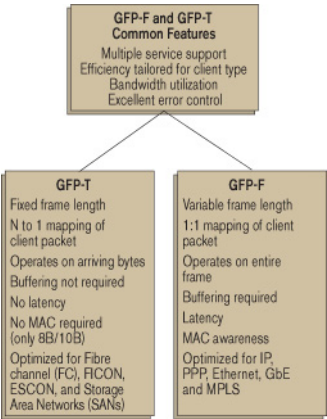 GFP-F and GFP-T
Common Features
Multiple service support
Efficiency tailored for client type
Bandwidth utilization
Excellent error control
GFP-T
Fixed frame length
N to 1 mapping of
client packet
Operates on arriving bytes
Buffering not required
No latency
No MAC required
(only 8B/10B)
Optimized for Fibre
channel (FC), FICON,
ESCON, and Storage
Area Networks (SANs)
GFP-F
Variable frame length
1:1 mapping of client
packet
Operates on entire
frame
Buffering required
Latency
MAC awareness
Optimized for IP,
PPP, Ethernet, GbE
and MPLS